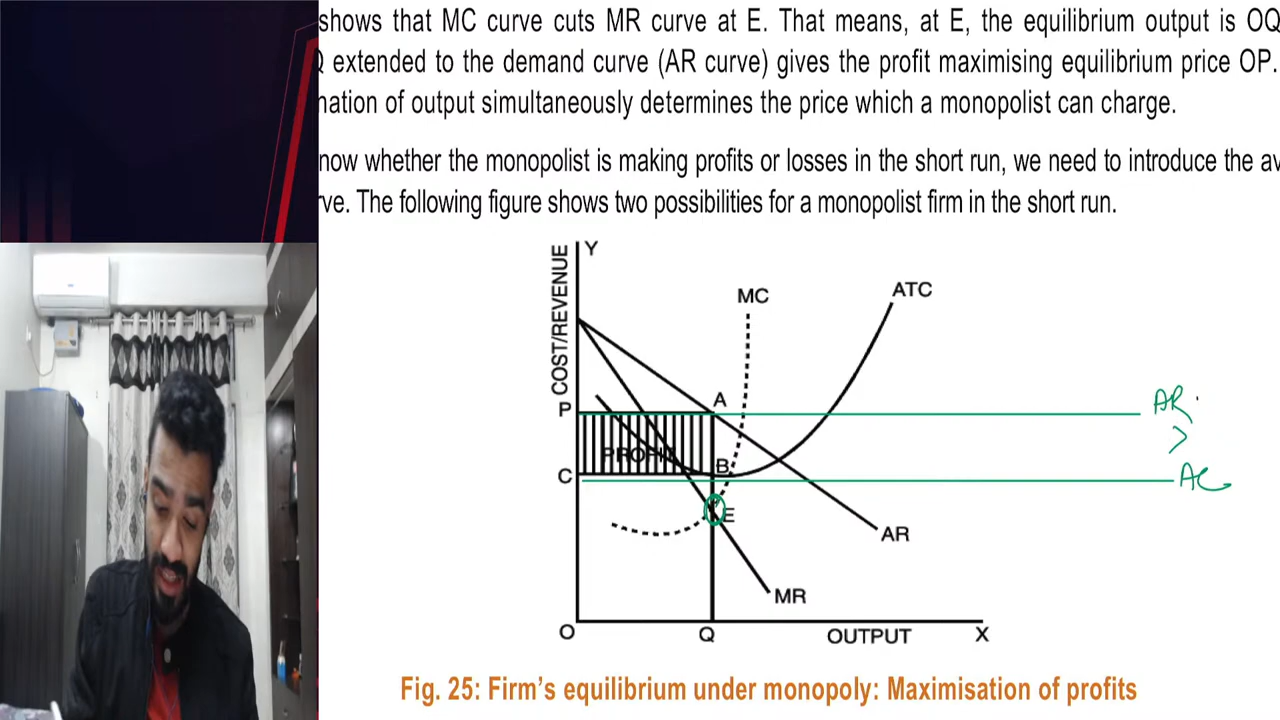 shows that MC curve cuts MR curve at E. That means, at E, the equilibrium output is OQ
Q extended to the demand curve (AR curve) gives the profit maximising equilibrium price OP.
nation of output simultaneously determines the price which a monopolist can charge.
now whether the monopolist is making profits or losses in the short run, we need to introduce the av
rve. The following figure shows two possibilities for a monopolist firm in the short run.
Y
COST/REVENUE
MC
ATC
P
A
AR
>
PROFIT
B
C
AC
E
AR
MR
O
Q
OUTPUT
X
Fig. 25: Firm's equilibrium under monopoly: Maximisation of profits